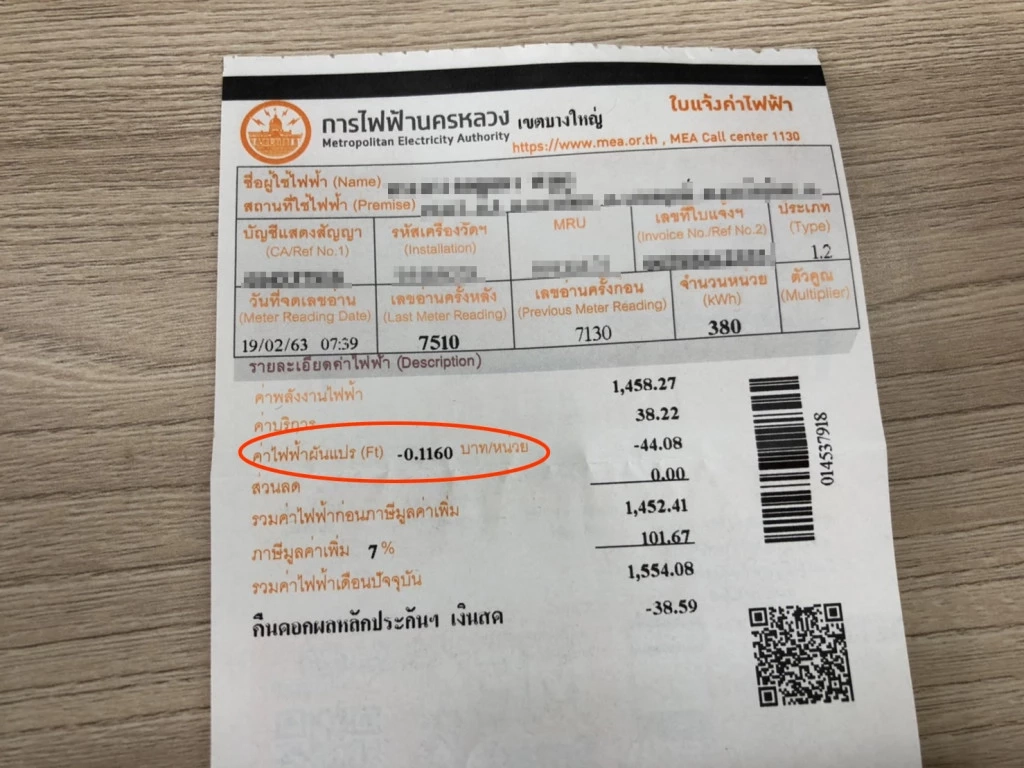 ใบแจ้งค่าไฟฟ้า
การไฟฟ้านครหลวง เขตบางใหญ่
Metropolitan Electricity Authority https://www.mea.or.th , MEA Call center 1130
ชื่อผู้ใช้ไฟฟ้า (Name)
สถานที่ใช้ไฟฟ้า (Premise)
บัญชีแสดงสัญญา รหัสเครื่องวัดฯ MRU เลขที่ใบแจ้งฯ ประเภท
(CA/Ref No.1) (Installation) (Invoice No./Ref No.2) (Type)
1.2
วันที่จดเลขอ่าน เลขอ่านครั้งหลัง เลขอ่านครั้งก่อน จำนวนหน่วย ตัวคูณ
(Meter Reading Date) (Last Meter Reading) (Previous Meter Reading) (kWh) (Multiplier)
19/02/63 07:39 7510 7130 380
รายละเอียดค่าไฟฟ้า (Description)
ค่าพลังงานไฟฟ้า 1,458.27
ค่าบริการ 38.22
ค่าไฟฟ้าผันแปร (Ft) -0.1160 บาท/หน่วย -44.08
ส่วนลด 0.00
รวมค่าไฟฟ้าก่อนภาษีมูลค่าเพิ่ม 1,452.41
ภาษีมูลค่าเพิ่ม 7 % 101.67
รวมค่าไฟฟ้าเดือนปัจจุบัน 1,554.08
คืนดอกผลหลักประกันฯ เงินสด -38.59
014537918